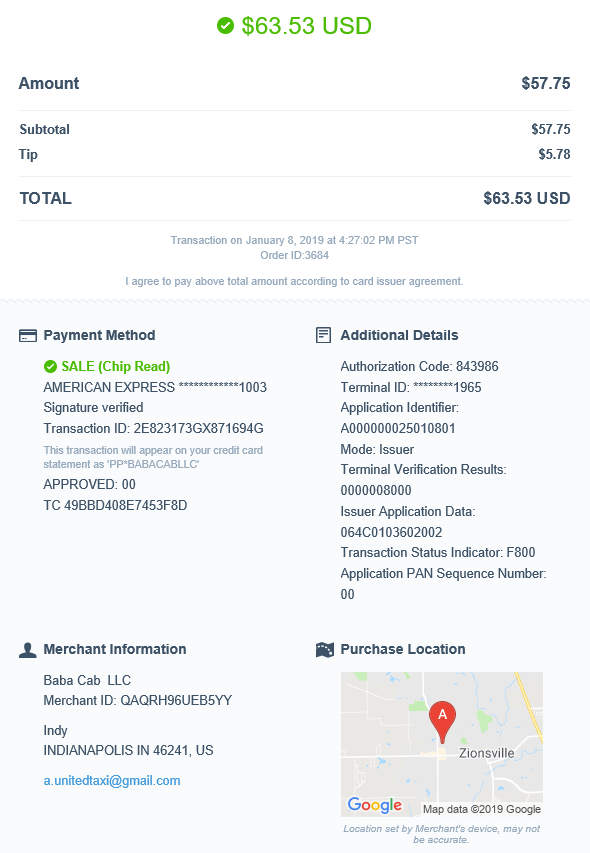 $63.53 USD
Amount $57.75
Subtotal $57.75
Tip $5.78
TOTAL $63.53 USD
Transaction on January 8, 2019 at 4:27:02 PM PST
Order ID:3684
I agree to pay above total amount according to card issuer agreement.
Payment Method
SALE (Chip Read)
AMERICAN EXPRESS ************1003
Signature verified
Transaction ID: 2E823173GX871694G
This transaction will appear on your credit card
statement as 'PP*BABACABLLC'
APPROVED: 00
TC 49BBD408E7453F8D
Additional Details
Authorization Code: 843986
Terminal ID: ********1965
Application Identifier:
A000000025010801
Mode: Issuer
Terminal Verification Results:
0000008000
Issuer Application Data:
064C0103602002
Transaction Status Indicator: F800
Application PAN Sequence Number:
00
Merchant Information
Baba Cab LLC
Merchant ID: QAQRH96UEB5YY
Indy
INDIANAPOLIS IN 46241, US
a.unitedtaxi@gmail.com
Purchase Location
A
Zionsville
Google Map data ©2019 Google
Location set by Merchant's device, may not
be accurate.